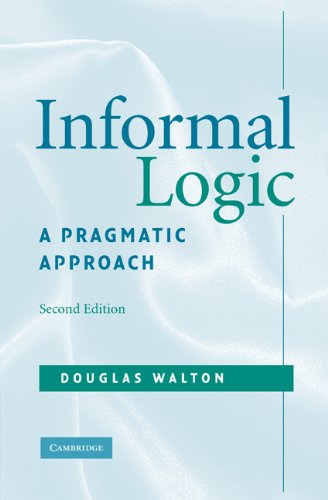 Informal
Logic
A PRAGMATIC
APPROACH
Second Edition
DOUGLAS WALTON
CAMBRIDGE